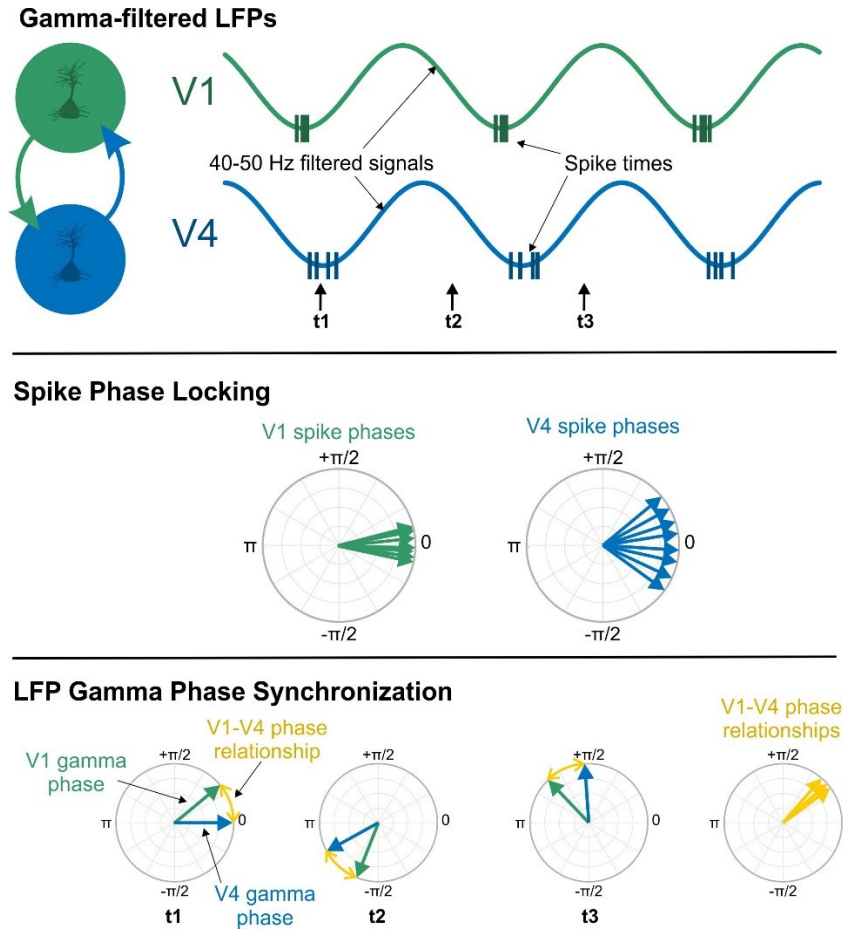 Gamma-filtered LFPs
V1
40-50 Hz filtered signals
Spike times
V4
t1
t2
t3
Spike Phase Locking
V1 spike phases
V4 spike phases
+π/2
+π/2
π
0
π
0
-π/2
-π/2
LFP Gamma Phase Synchronization
V1-V4 phase
relationship
V1-V4 phase
relationships
V1 gamma
phase
+π/2
+π/2
+π/2
+π/2
π
0
π
0
π
0
π
0
-π/2
-π/2
-π/2
-π/2
V4 gamma
phase
t1
t2
t3